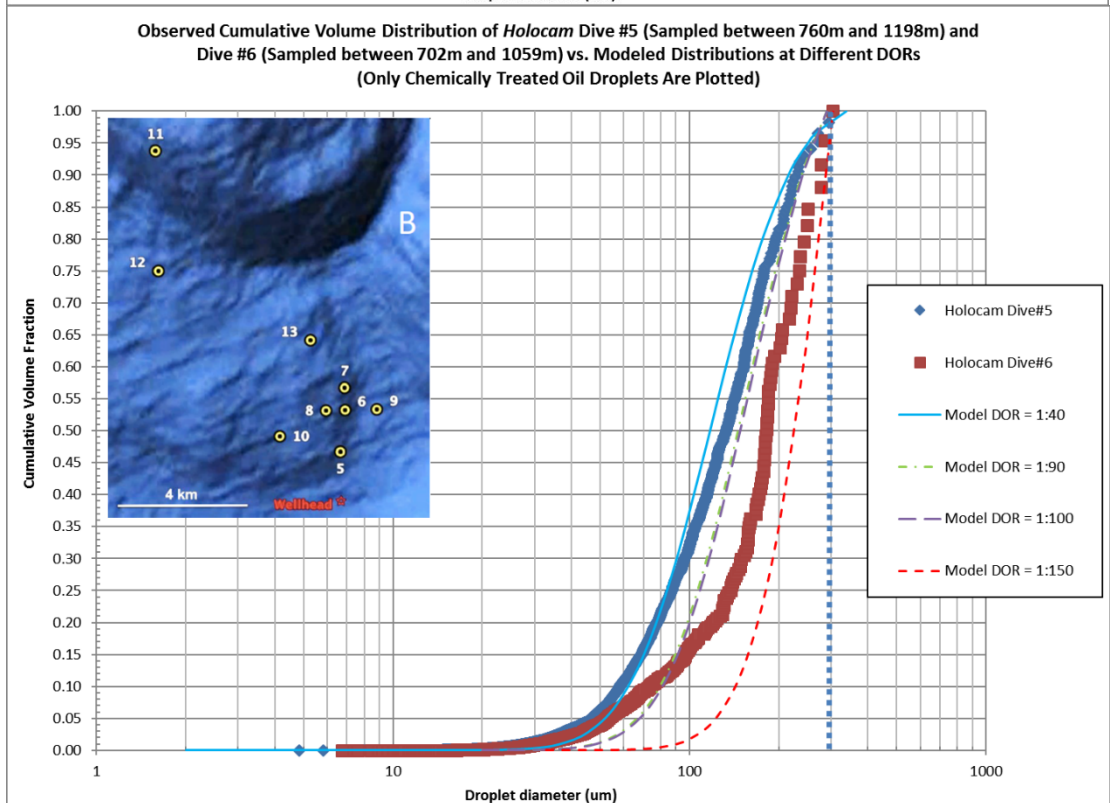 Observed Cumulative Volume Distribution of Holocam Dive #5 (Sampled between 760m and 1198m) and
Dive #6 (Sampled between 702m and 1059m) vs. Modeled Distributions at Different DORs
(Only Chemically Treated Oil Droplets Are Plotted)
Cumulative Volume Fraction
1.00
0.95
0.90
0.85
0.80
0.75
0.70
0.65
0.60
0.55
0.50
0.45
0.40
0.35
0.30
0.25
0.20
0.15
0.10
0.05
0.00
11
B
12
13
7
8
6
9
10
5
4 km
Wellhead *
Holocam Dive#5
Holocam Dive#6
Model DOR = 1:40
Model DOR = 1:90
Model DOR = 1:100
Model DOR = 1:150
1
10
100
1000
Droplet diameter (um)